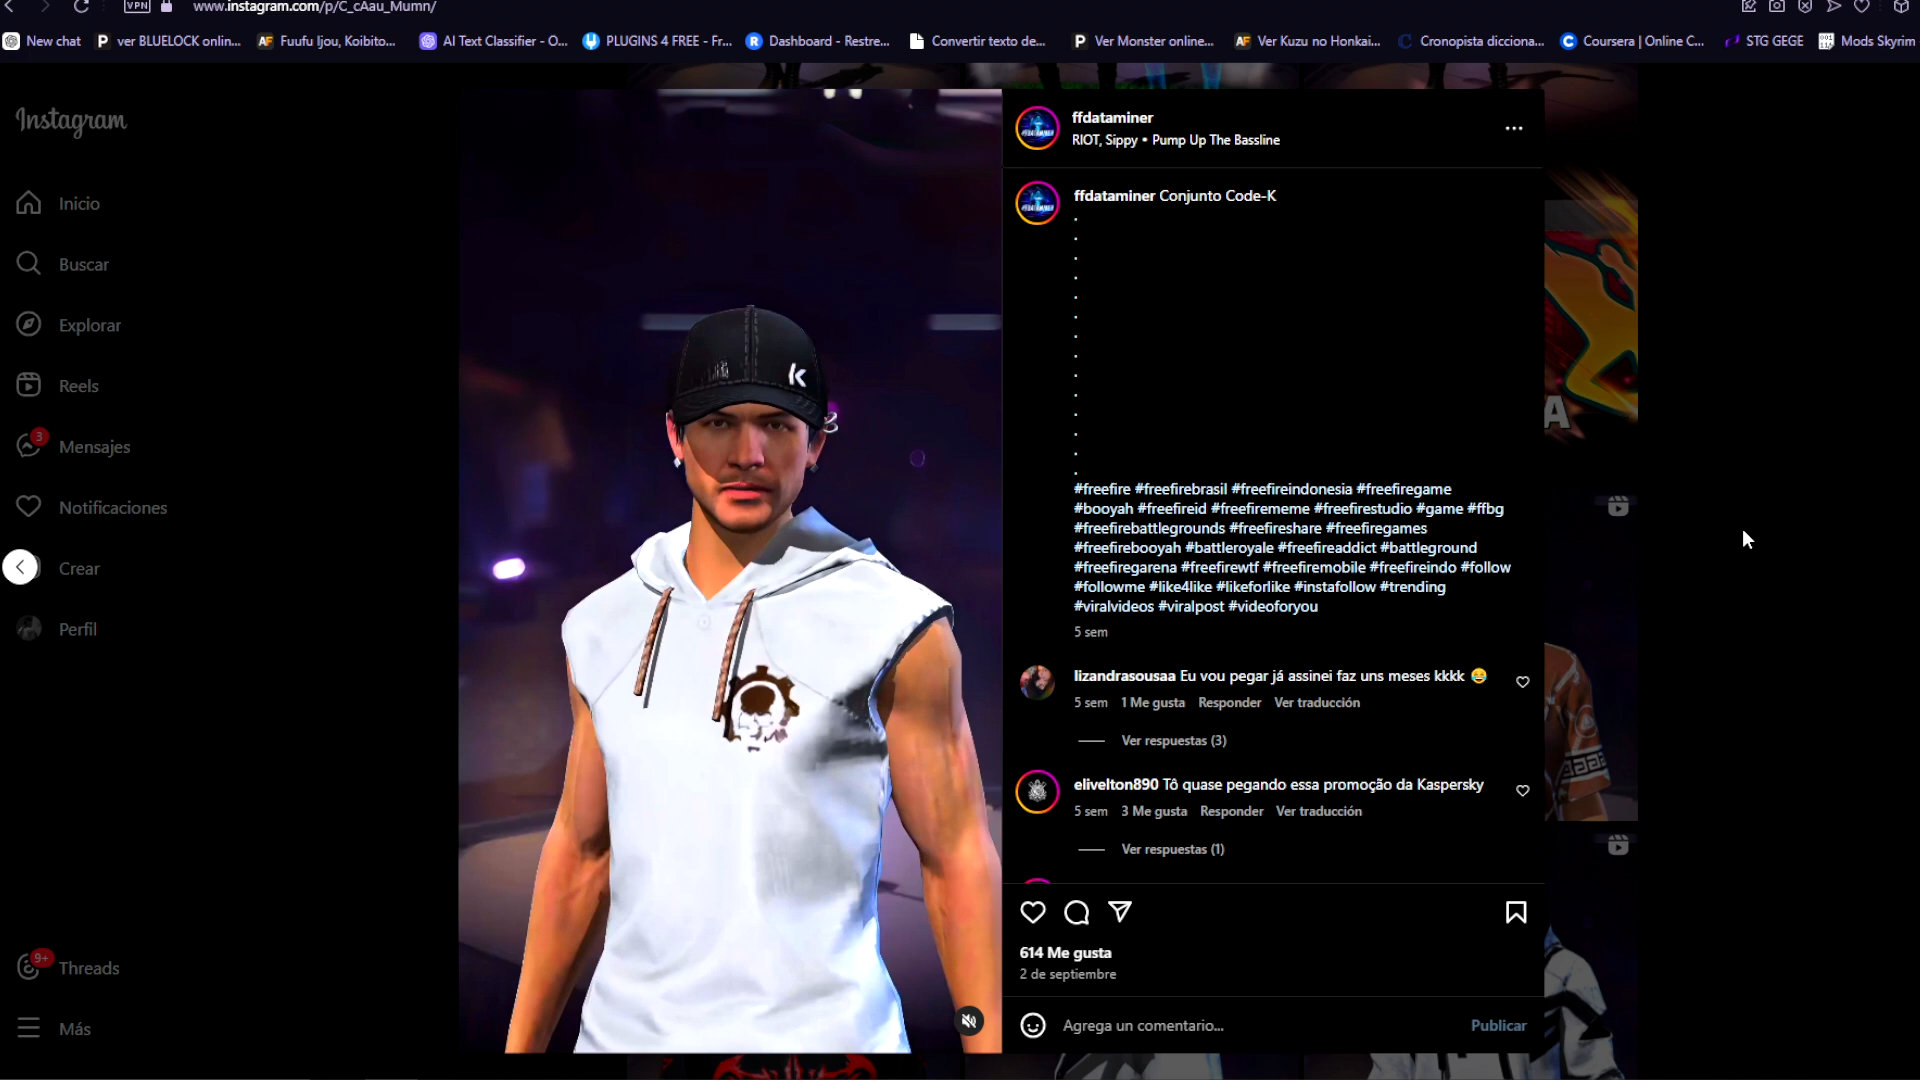 VPN
www.instagram.com/p/C_cAau_Mumn/
New chat
ver BLUELOCK onlin...
Fuufu Ijou, Koibito...
AI Text Classifier - O...
PLUGINS 4 FREE - Fr...
Dashboard - Restre...
Convertir texto de...
Ver Monster online...
Ver Kuzu no Honkai...
Cronopista dicciona...
Coursera | Online C...
STG GEGE
Mods Skyrim
Instagram
Inicio
Buscar
Explorar
Reels
3
Mensajes
Notificaciones
Crear
Perfil
9+
Threads
Más
k
ffdataminer
RIOT, Sippy • Pump Up The Bassline
ffdataminer Conjunto Code-K
.
.
.
.
.
.
.
.
.
.
.
.
.
.
#freefire #freefirebrasil #freefireindonesia #freefiregame
#booyah #freefireid #freefirememe #freefirestudio #game #ffbg
#freefirebattlegrounds #freefireshare #freefiregames
#freefirebooyah #battleroyale #freefireaddict #battleground
#freefiregarena #freefirewtf #freefiremobile #freefireindo #follow
#followme #like4like #likeforlike #instafollow #trending
#viralvideos #viralpost #videoforyou
5 sem
lizandrasousaa Eu vou pegar já assinei faz uns meses kkkk 😂
5 sem 1 Me gusta Responder Ver traducción
Ver respuestas (3)
elivelton890 Tô quase pegando essa promoção da Kaspersky
5 sem 3 Me gusta Responder Ver traducción
Ver respuestas (1)
614 Me gusta
2 de septiembre
Agrega un comentario...
Publicar
A